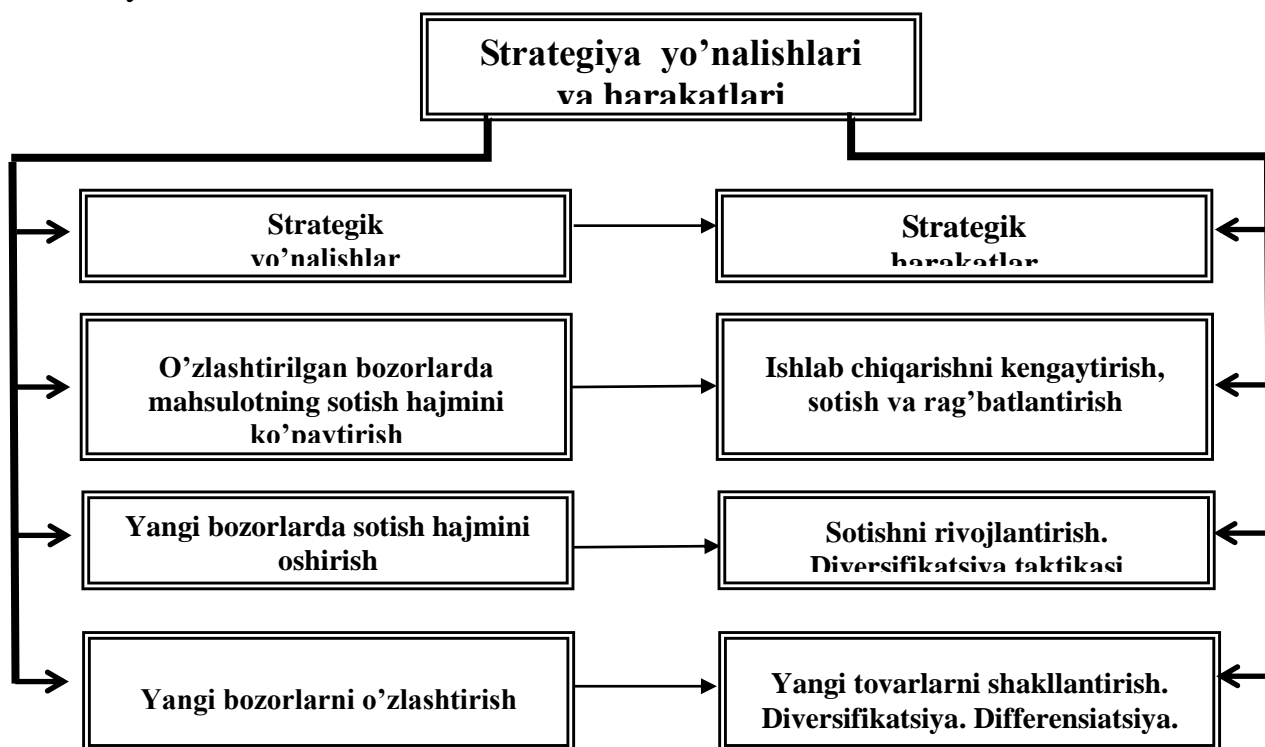 Strategiya yo’nalishlari
va harakatlari
Strategik
yo’nalishlar
Strategik
harakatlar
O’zlashtirilgan bozorlarda
mahsulotning sotish hajmini
ko’paytirish
Ishlab chiqarishni kengaytirish,
sotish va rag’batlantirish
Yangi bozorlarda sotish hajmini
oshirish
Sotishni rivojlantirish.
Diversifikatsiya taktikasi
Yangi bozorlarni o’zlashtirish
Yangi tovarlarni shakllantirish.
Diversifikatsiya. Differensiatsiya.